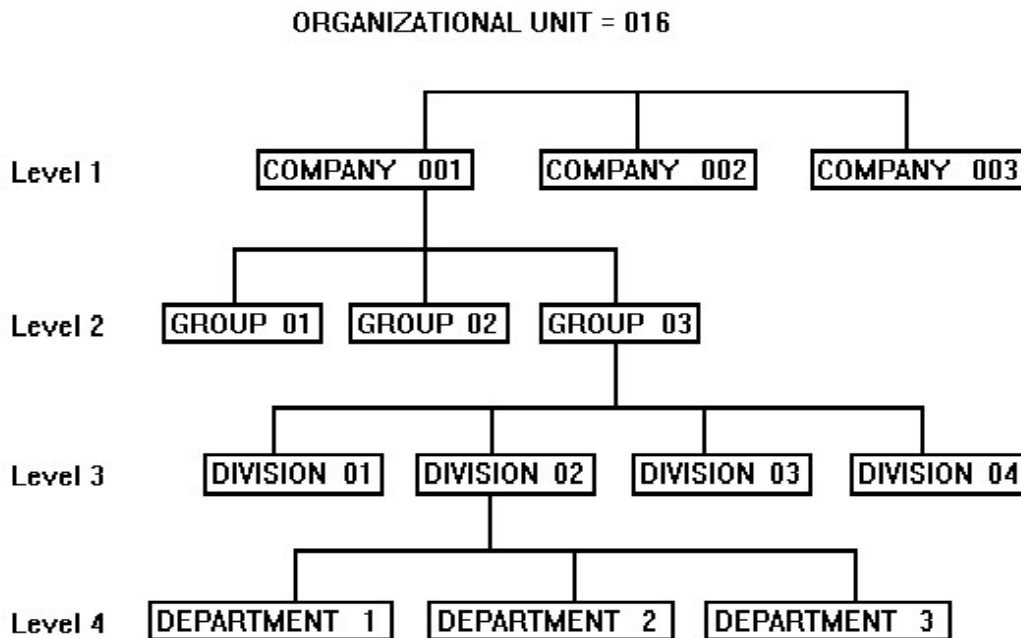 ORGANIZATIONAL UNIT = 016
Level 1 COMPANY 001 COMPANY 002 COMPANY 003
Level 2 GROUP 01 GROUP 02 GROUP 03
Level 3 DIVISION 01 DIVISION 02 DIVISION 03 DIVISION 04
Level 4 DEPARTMENT 1 DEPARTMENT 2 DEPARTMENT 3